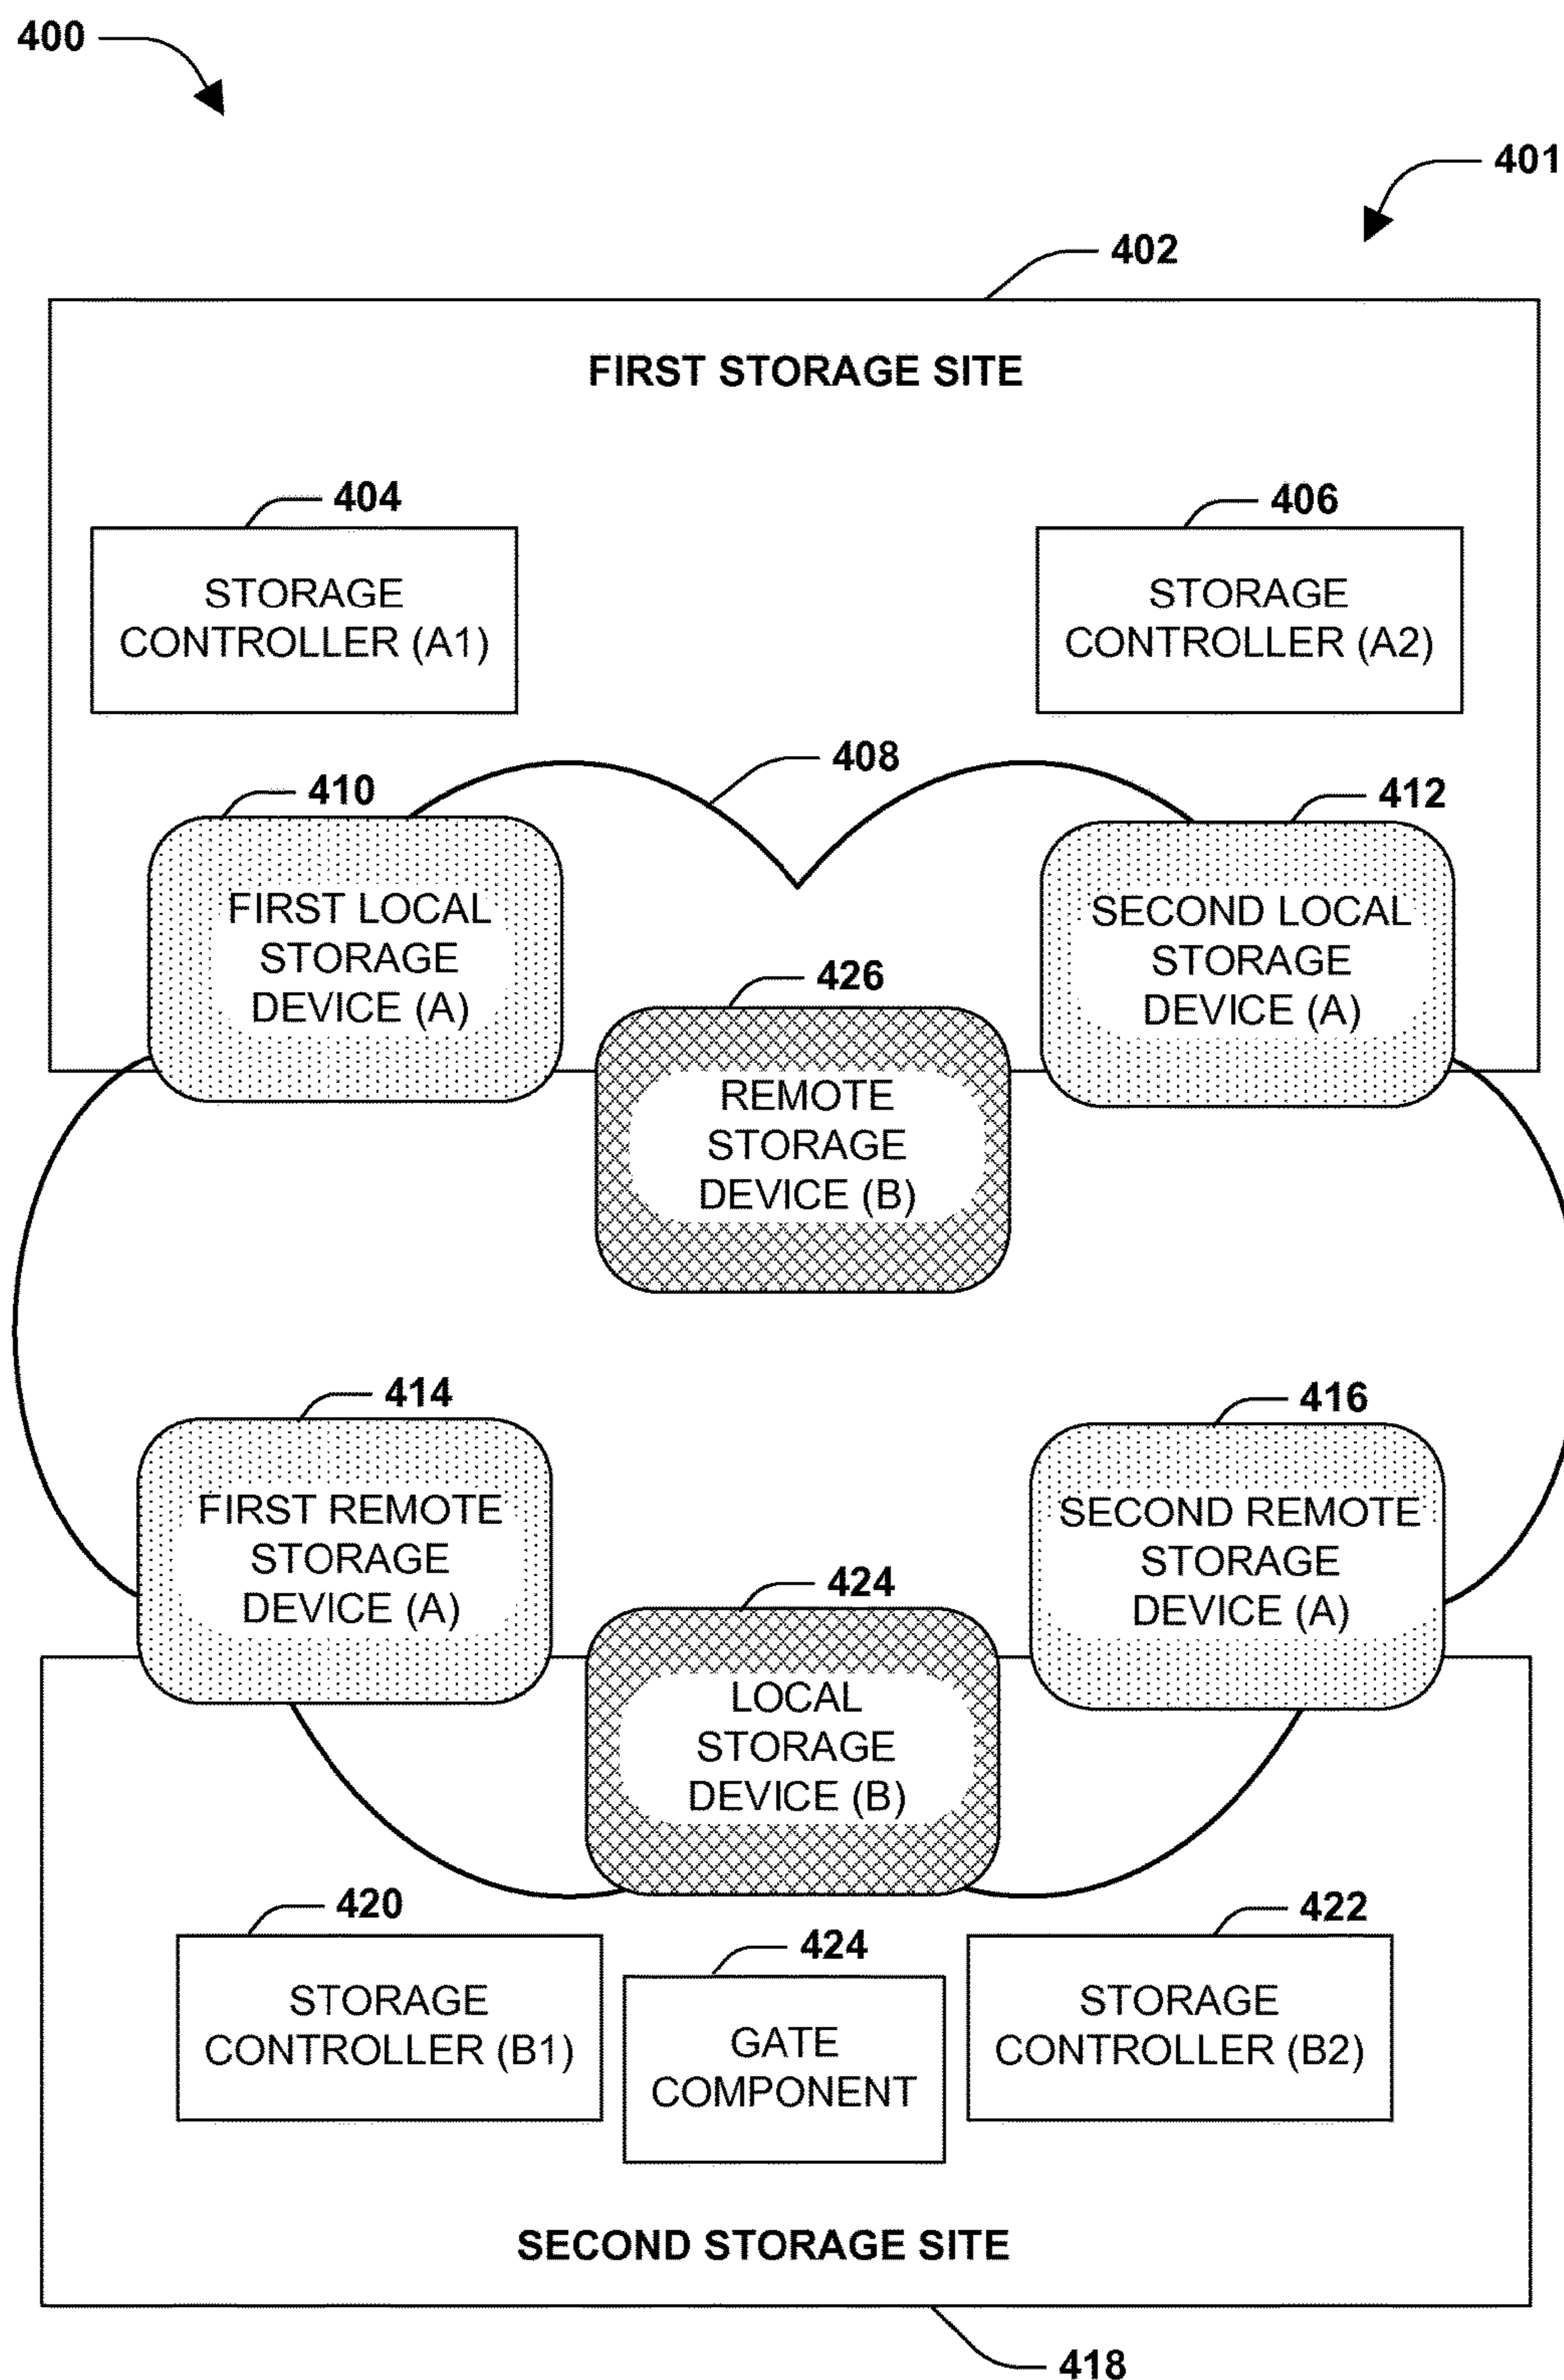 400
401
402
FIRST STORAGE SITE
404
406
STORAGE
CONTROLLER (A1)
STORAGE
CONTROLLER (A2)
408
410
412
FIRST LOCAL
STORAGE
DEVICE (A)
SECOND LOCAL
STORAGE
DEVICE (A)
426
REMOTE
STORAGE
DEVICE (B)
414
416
FIRST REMOTE
STORAGE
DEVICE (A)
SECOND REMOTE
STORAGE
DEVICE (A)
424
LOCAL
STORAGE
DEVICE (B)
420
424
422
STORAGE
CONTROLLER (B1)
GATE
COMPONENT
STORAGE
CONTROLLER (B2)
SECOND STORAGE SITE
418